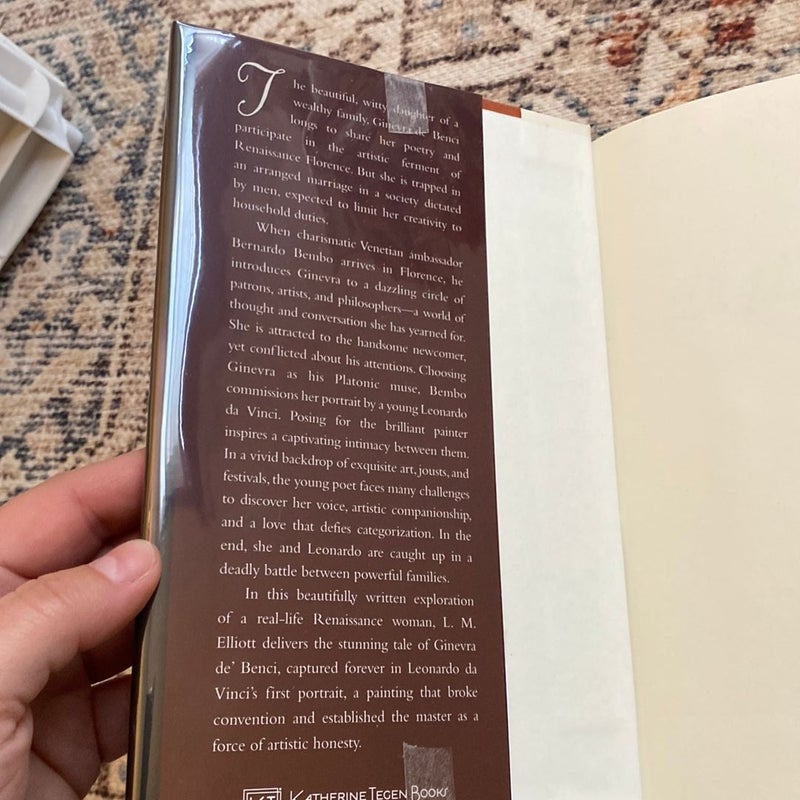 The beautiful, witty daughter of a
wealthy family, Ginevra de Benci
longs to share her poetry and
participate in the artistic ferment of
Renaissance Florence. But she is trapped in
an arranged marriage in a society dictated
by men, expected to limit her creativity to
household duties.
When charismatic Venetian ambassador
Bernardo Bembo arrives in Florence, he
introduces Ginevra to a dazzling circle of
patrons, artists, and philosophers—a world of
thought and conversation she has yearned for.
She is attracted to the handsome newcomer,
yet conflicted about his attentions. Choosing
Ginevra as his Platonic muse, Bembo
commissions her portrait by a young Leonardo
da Vinci. Posing for the brilliant painter
inspires a captivating intimacy between them.
In a vivid backdrop of exquisite art, jousts, and
festivals, the young poet faces many challenges
to discover her voice, artistic companionship,
and a love that defies categorization. In the
end, she and Leonardo are caught up in a
deadly battle between powerful families.
In this beautifully written exploration
of a real-life Renaissance woman, L. M.
Elliott delivers the stunning tale of Ginevra
de' Benci, captured forever in Leonardo da
Vinci's first portrait, a painting that broke
convention and established the master as a
force of artistic honesty.
KT KATHERINE TEGEN BOOKS